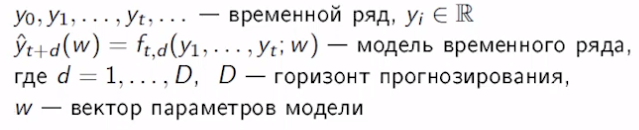 y₀, y₁, . . . , yₜ, . . . — временной ряд, yᵢ ∈ ℝ
ŷₜ₊d(w) = fₜ,d(y₁, . . . , yₜ; w) — модель временного ряда,
где d = 1, . . . , D, D — горизонт прогнозирования,
w — вектор параметров модели